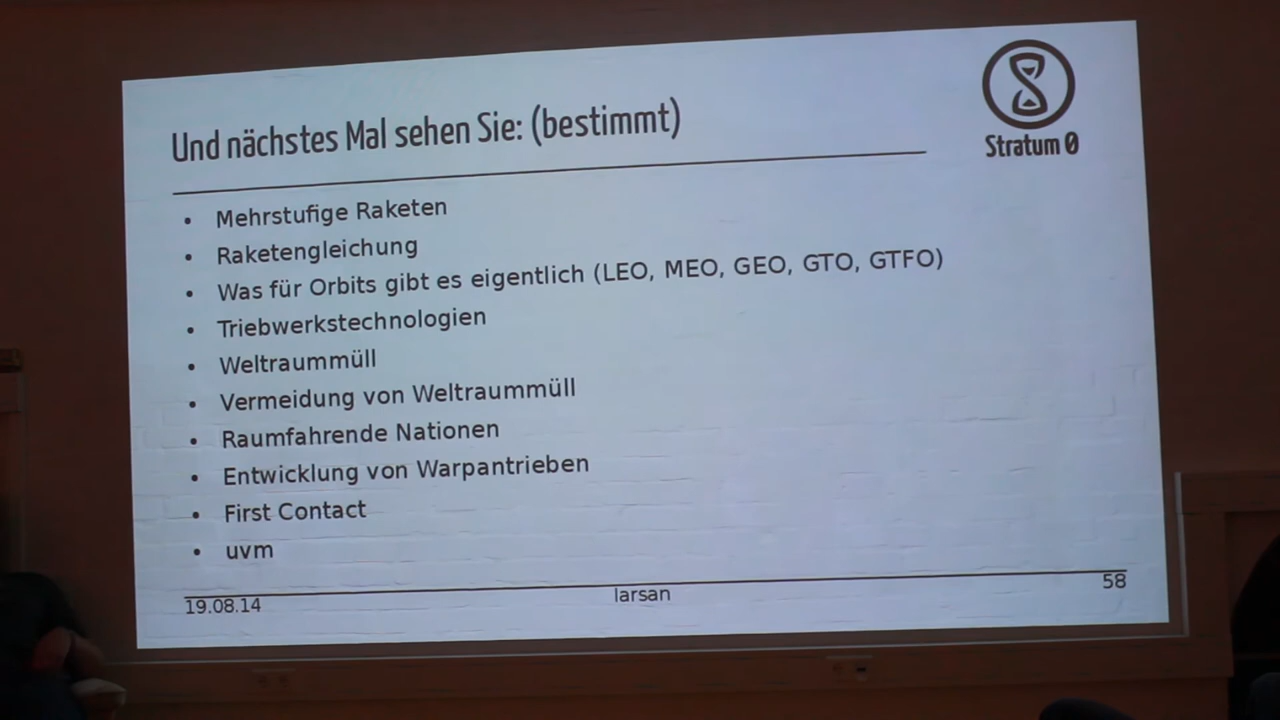 Und nächstes Mal sehen Sie: (bestimmt)
Stratum 0
• Mehrstufige Raketen
• Raketengleichung
• Was für Orbits gibt es eigentlich (LEO, MEO, GEO, GTO, GTFO)
• Triebwerkstechnologien
• Weltraummüll
• Vermeidung von Weltraummüll
• Raumfahrende Nationen
• Entwicklung von Warpantrieben
• First Contact
• uvm
19.08.14
larsan
58